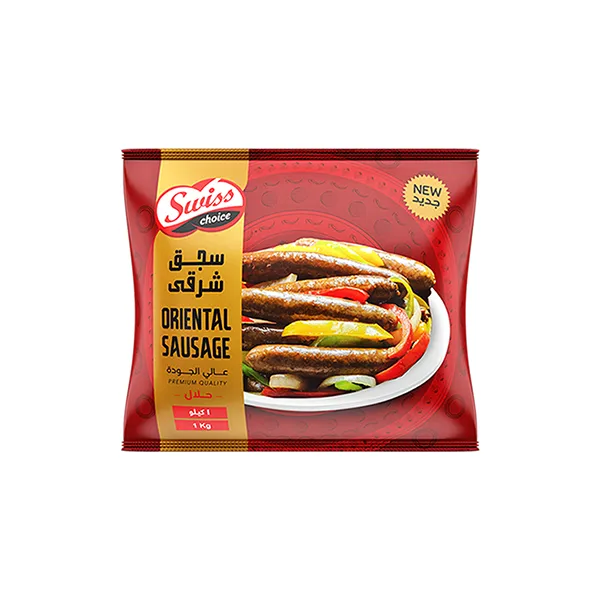 Swiss
choice
NEW
جديد
سجق
شرقى
ORIENTAL
SAUSAGE
عالي الجودة
PREMIUM QUALITY
حلال
١ كيلو
1 Kg